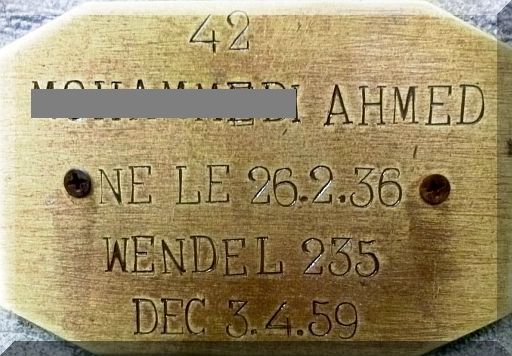 42
AHMED
NE LE 26.2.36
WENDEL 235
DEC 3.4.59